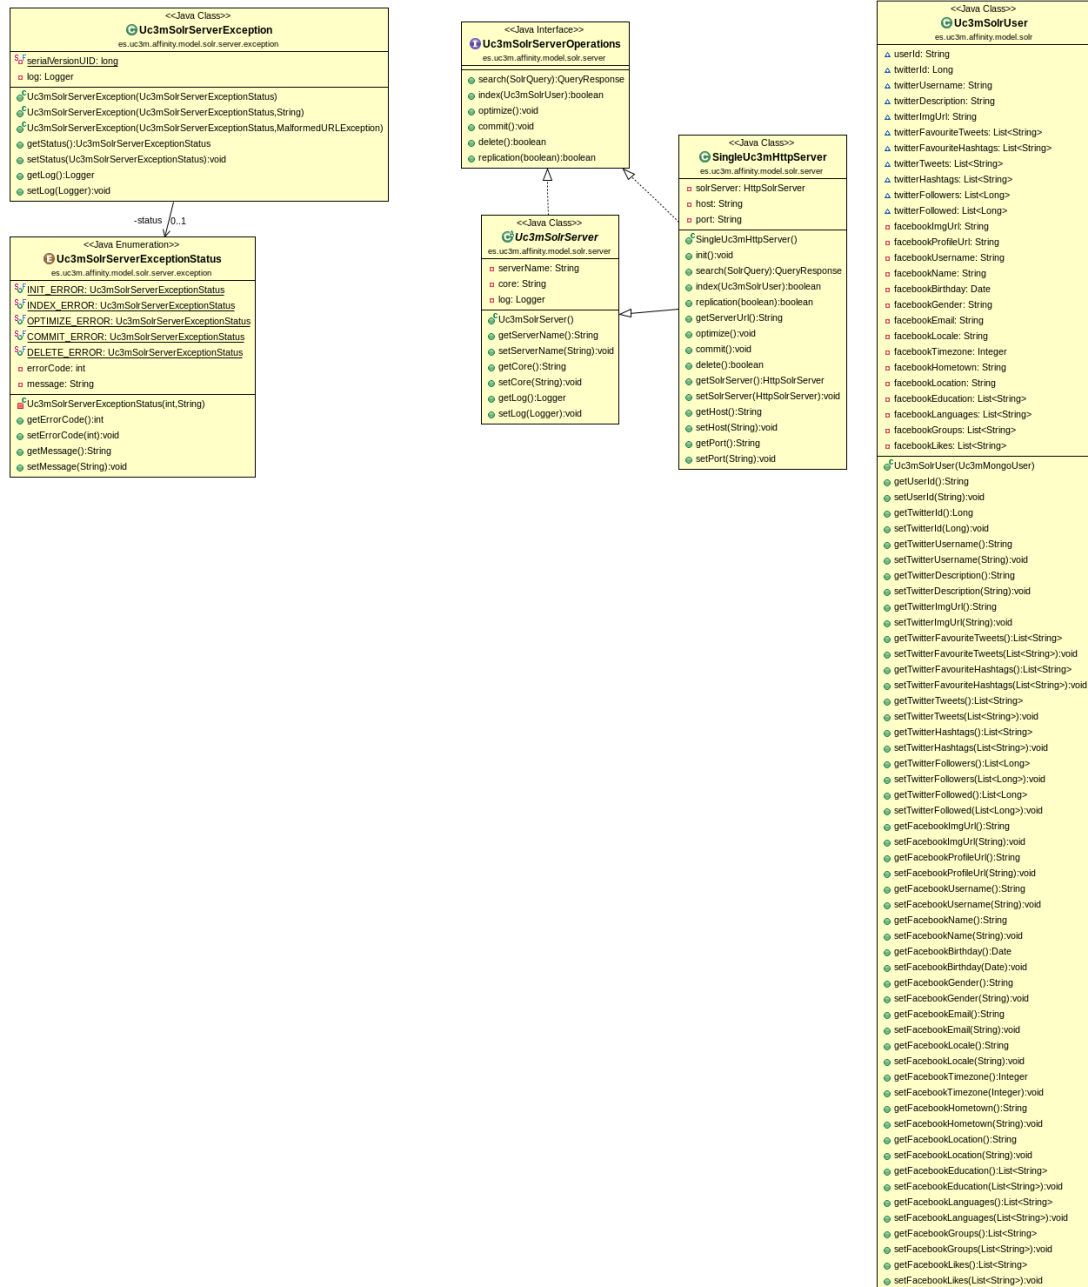 <<Java Class>>
Uc3mSolrServerException
es.uc3m.affinity.model.solr.server.exception
serialVersionUID: long
log: Logger
Uc3mSolrServerException(Uc3mSolrServerExceptionStatus)
Uc3mSolrServerException(Uc3mSolrServerExceptionStatus,String)
Uc3mSolrServerException(Uc3mSolrServerExceptionStatus,MalformedURLException)
getStatus():Uc3mSolrServerExceptionStatus
setStatus(Uc3mSolrServerExceptionStatus):void
getLog():Logger
setLog(Logger):void
-status 0..1
<<Java Enumeration>>
Uc3mSolrServerExceptionStatus
es.uc3m.affinity.model.solr.server.exception
INIT_ERROR: Uc3mSolrServerExceptionStatus
INDEX_ERROR: Uc3mSolrServerExceptionStatus
OPTIMIZE_ERROR: Uc3mSolrServerExceptionStatus
COMMIT_ERROR: Uc3mSolrServerExceptionStatus
DELETE_ERROR: Uc3mSolrServerExceptionStatus
errorCode: int
message: String
Uc3mSolrServerExceptionStatus(int,String)
getErrorCode():int
setErrorCode(int):void
getMessage():String
setMessage(String):void
<<Java Interface>>
Uc3mSolrServerOperations
es.uc3m.affinity.model.solr.server
search(SolrQuery):QueryResponse
index(Uc3mSolrUser):boolean
optimize():void
commit():void
delete():boolean
replication(boolean):boolean
<<Java Class>>
Uc3mSolrServer
es.uc3m.affinity.model.solr.server
serverName: String
core: String
log: Logger
Uc3mSolrServer()
getServerName():String
setServerName(String):void
getCore():String
setCore(String):void
getLog():Logger
setLog(Logger):void
<<Java Class>>
SingleUc3mHttpServer
es.uc3m.affinity.model.solr.server
solrServer: HttpSolrServer
host: String
port: String
SingleUc3mHttpServer()
init():void
search(SolrQuery):QueryResponse
index(Uc3mSolrUser):boolean
replication(boolean):boolean
getServerUrl():String
optimize():void
commit():void
delete():boolean
getSolrServer():HttpSolrServer
setSolrServer(HttpSolrServer):void
getHost():String
setHost(String):void
getPort():String
setPort(String):void
<<Java Class>>
Uc3mSolrUser
es.uc3m.affinity.model.solr
userId: String
twitterId: Long
twitterUsername: String
twitterDescription: String
twitterImgUrl: String
twitterFavouriteTweets: List<String>
twitterFavouriteHashtags: List<String>
twitterTweets: List<String>
twitterHashtags: List<String>
twitterFollowers: List<Long>
twitterFollowed: List<Long>
facebookImgUrl: String
facebookProfileUrl: String
facebookUsername: String
facebookName: String
facebookBirthday: Date
facebookGender: String
facebookEmail: String
facebookLocale: String
facebookTimezone: Integer
facebookHometown: String
facebookLocation: String
facebookEducation: List<String>
facebookLanguages: List<String>
facebookGroups: List<String>
facebookLikes: List<String>
Uc3mSolrUser(Uc3mMongoUser)
getUserId():String
setUserId(String):void
getTwitterId():Long
setTwitterId(Long):void
getTwitterUsername():String
setTwitterUsername(String):void
getTwitterDescription():String
setTwitterDescription(String):void
getTwitterImgUrl():String
setTwitterImgUrl(String):void
getTwitterFavouriteTweets():List<String>
setTwitterFavouriteTweets(List<String>):void
getTwitterFavouriteHashtags():List<String>
setTwitterFavouriteHashtags(List<String>):void
getTwitterTweets():List<String>
setTwitterTweets(List<String>):void
getTwitterHashtags():List<String>
setTwitterHashtags(List<String>):void
getTwitterFollowers():List<Long>
setTwitterFollowers(List<Long>):void
getTwitterFollowed():List<Long>
setTwitterFollowed(List<Long>):void
getFacebookImgUrl():String
setFacebookImgUrl(String):void
getFacebookProfileUrl():String
setFacebookProfileUrl(String):void
getFacebookUsername():String
setFacebookUsername(String):void
getFacebookName():String
setFacebookName(String):void
getFacebookBirthday():Date
setFacebookBirthday(Date):void
getFacebookGender():String
setFacebookGender(String):void
getFacebookEmail():String
setFacebookEmail(String):void
getFacebookLocale():String
setFacebookLocale(String):void
getFacebookTimezone():Integer
setFacebookTimezone(Integer):void
getFacebookHometown():String
setFacebookHometown(String):void
getFacebookLocation():String
setFacebookLocation(String):void
getFacebookEducation():List<String>
setFacebookEducation(List<String>):void
getFacebookLanguages():List<String>
setFacebookLanguages(List<String>):void
getFacebookGroups():List<String>
setFacebookGroups(List<String>):void
getFacebookLikes():List<String>
setFacebookLikes(List<String>):void